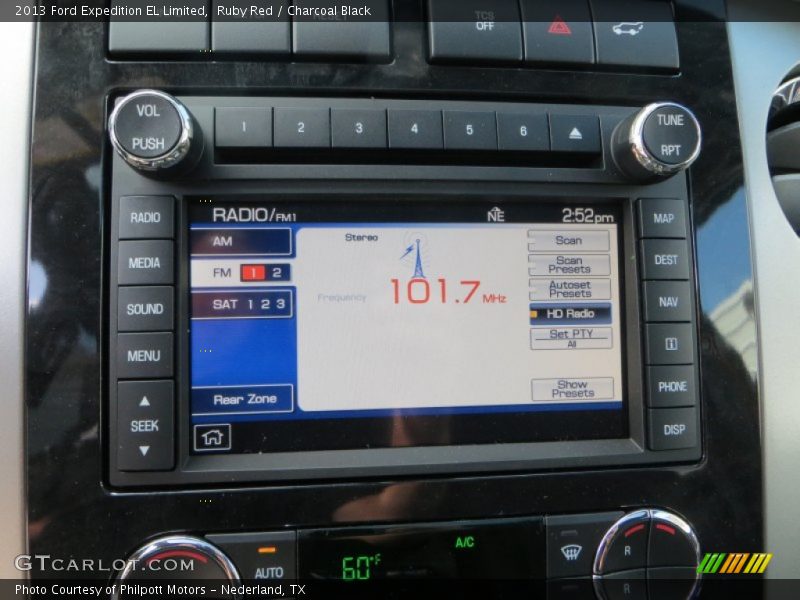 2013 Ford Expedition EL Limited, Ruby Red / Charcoal Black
TCS
OFF
VOL
PUSH
1 2 3 4 5 6
TUNE
RPT
RADIO
MEDIA
SOUND
MENU
SEEK
RADIO/FM1
NE
2:52pm
AM
FM 1 2
SAT 1 2 3
Rear Zone
Stereo
Frequency
101.7 MHz
Scan
Scan
Presets
Autoset
Presets
HD Radio
Set PTY
All
Show
Presets
MAP
DEST
NAV
i
PHONE
DISP
AUTO
60°F
A/C
R
R
GTCARLOT.COM
Photo Courtesy of Philpott Motors - Nederland, TX